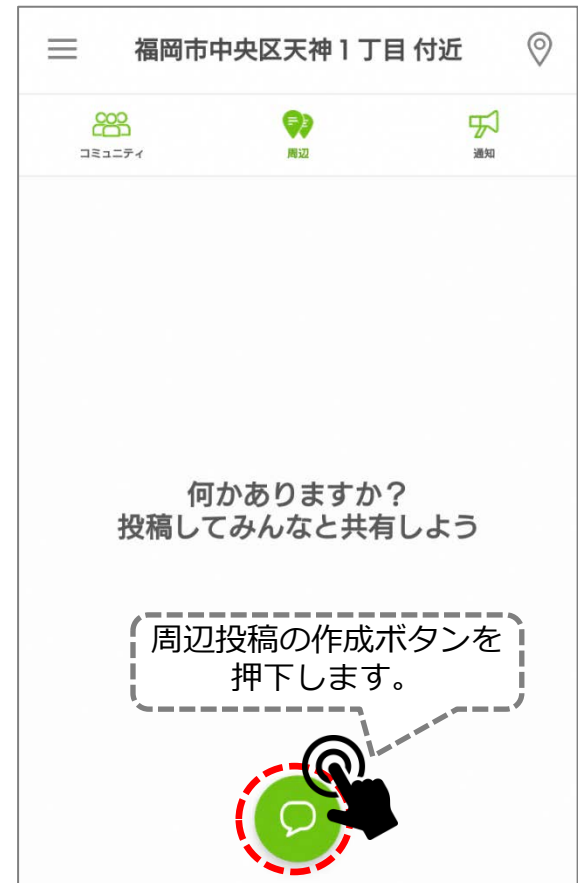 福岡市中央区天神1丁目 付近
コミュニティ
周辺
通知
何かありますか？
投稿してみんなと共有しよう
周辺投稿の作成ボタンを
押下します。